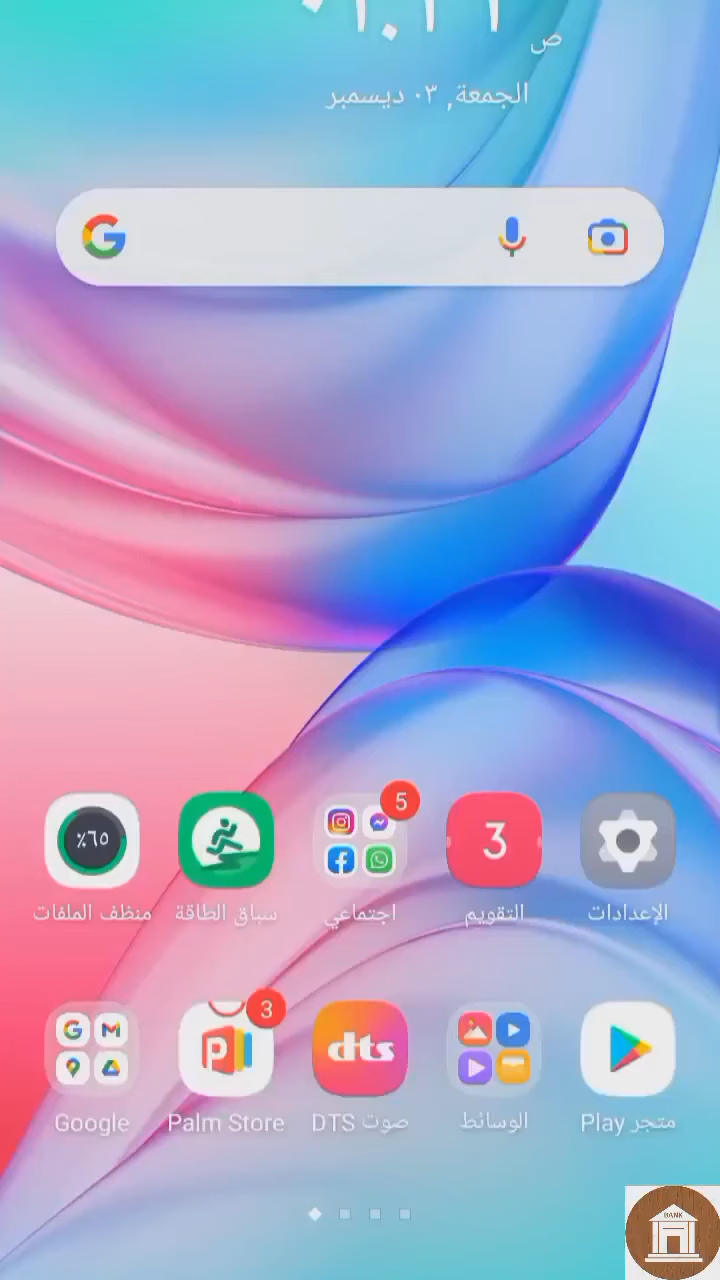 ص
الجمعة, ٠٣ ديسمبر
٪٦٥
5
3
منظف الملفات
سباق الطاقة
اجتماعي
التقويم
الإعدادات
3
dts
Google
Palm Store
صوت DTS
الوسائط
متجر Play
BANK